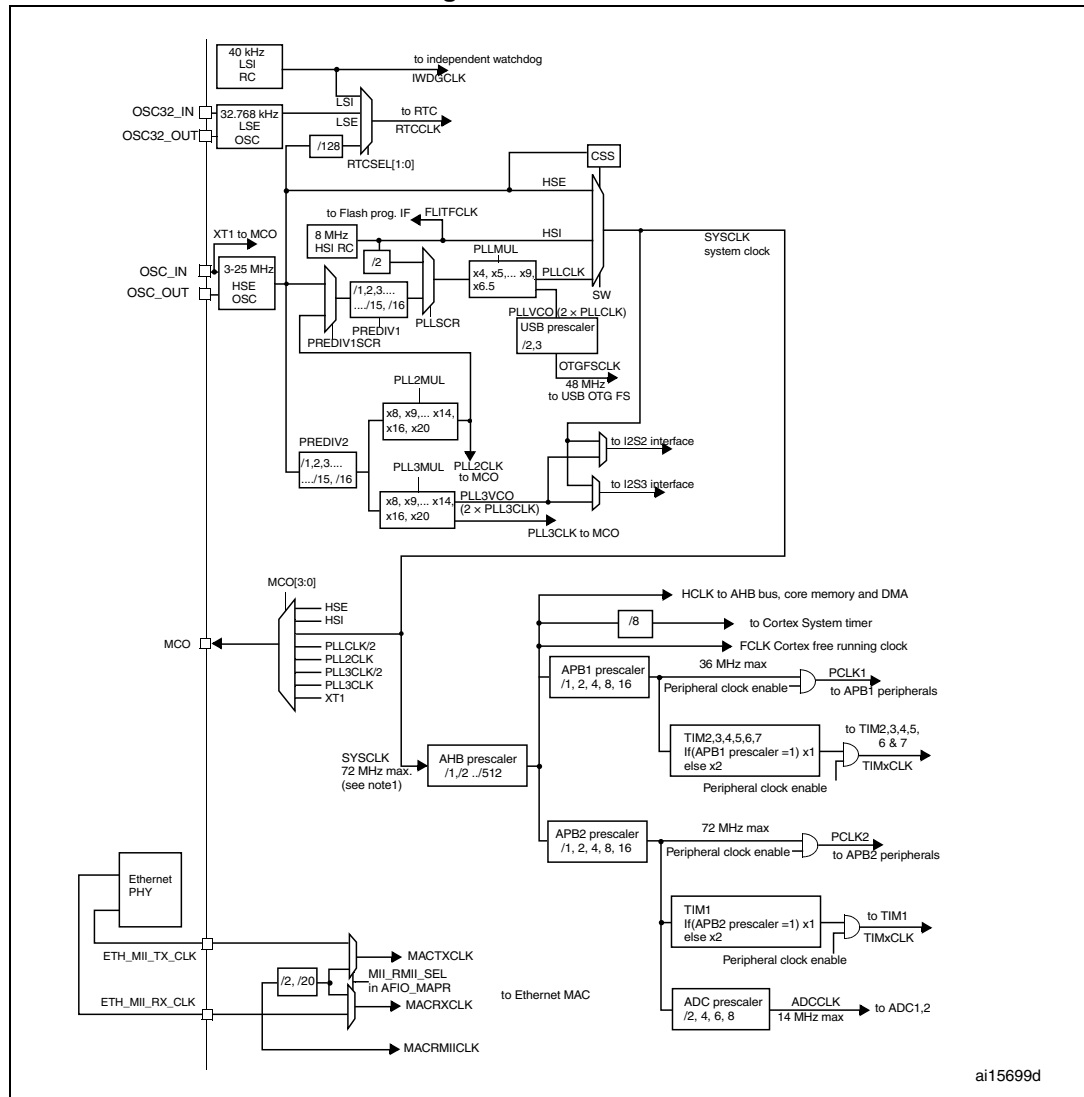 40 kHz
LSI
RC
to independent watchdog
IWDGCLK
OSC32_IN
OSC32_OUT
32.768 kHz
LSE
OSC
LSI
LSE
to RTC
RTCCLK
/128
RTCSEL[1:0]
CSS
HSE
to Flash prog. IF
FLITFCLK
XT1 to MCO
8 MHz
HSI RC
HSI
SYSCLK
system clock
/2
PLLMUL
x4, x5,... x9,
x6.5
PLLCLK
SW
OSC_IN
OSC_OUT
3-25 MHz
HSE
OSC
/1,2,3....
..../15, /16
PLLSCR
PREDIV1
PREDIV1SCR
PLLVCO (2 × PLLCLK)
USB prescaler
/2,3
OTGFSCLK
48 MHz
to USB OTG FS
PLL2MUL
x8, x9,... x14,
x16, x20
PREDIV2
/1,2,3....
..../15, /16
PLL2CLK
to MCO
to I2S2 interface
PLL3MUL
x8, x9,... x14,
x16, x20
PLL3VCO
(2 × PLL3CLK)
to I2S3 interface
PLL3CLK to MCO
MCO[3:0]
HSE
HSI
PLLCLK/2
PLL2CLK
PLL3CLK/2
PLL3CLK
XT1
MCO
HCLK to AHB bus, core memory and DMA
/8
to Cortex System timer
FCLK Cortex free running clock
APB1 prescaler
/1, 2, 4, 8, 16
36 MHz max
Peripheral clock enable
PCLK1
to APB1 peripherals
TIM2,3,4,5,6,7
If(APB1 prescaler =1) x1
else x2
to TIM2,3,4,5,
6 & 7
TIMxCLK
Peripheral clock enable
SYSCLK
72 MHz max.
(see note1)
AHB prescaler
/1,/2 ../512
APB2 prescaler
/1, 2, 4, 8, 16
72 MHz max
Peripheral clock enable
PCLK2
to APB2 peripherals
TIM1
If(APB2 prescaler =1) x1
else x2
to TIM1
TIMxCLK
Peripheral clock enable
ADC prescaler
/2, 4, 6, 8
ADCCLK
14 MHz max
to ADC1,2
Ethernet
PHY
ETH_MII_TX_CLK
ETH_MII_RX_CLK
/2, /20
MACTXCLK
MII_RMII_SEL
in AFIO_MAPR
MACRXCLK
to Ethernet MAC
MACRMIICLK
ai15699d